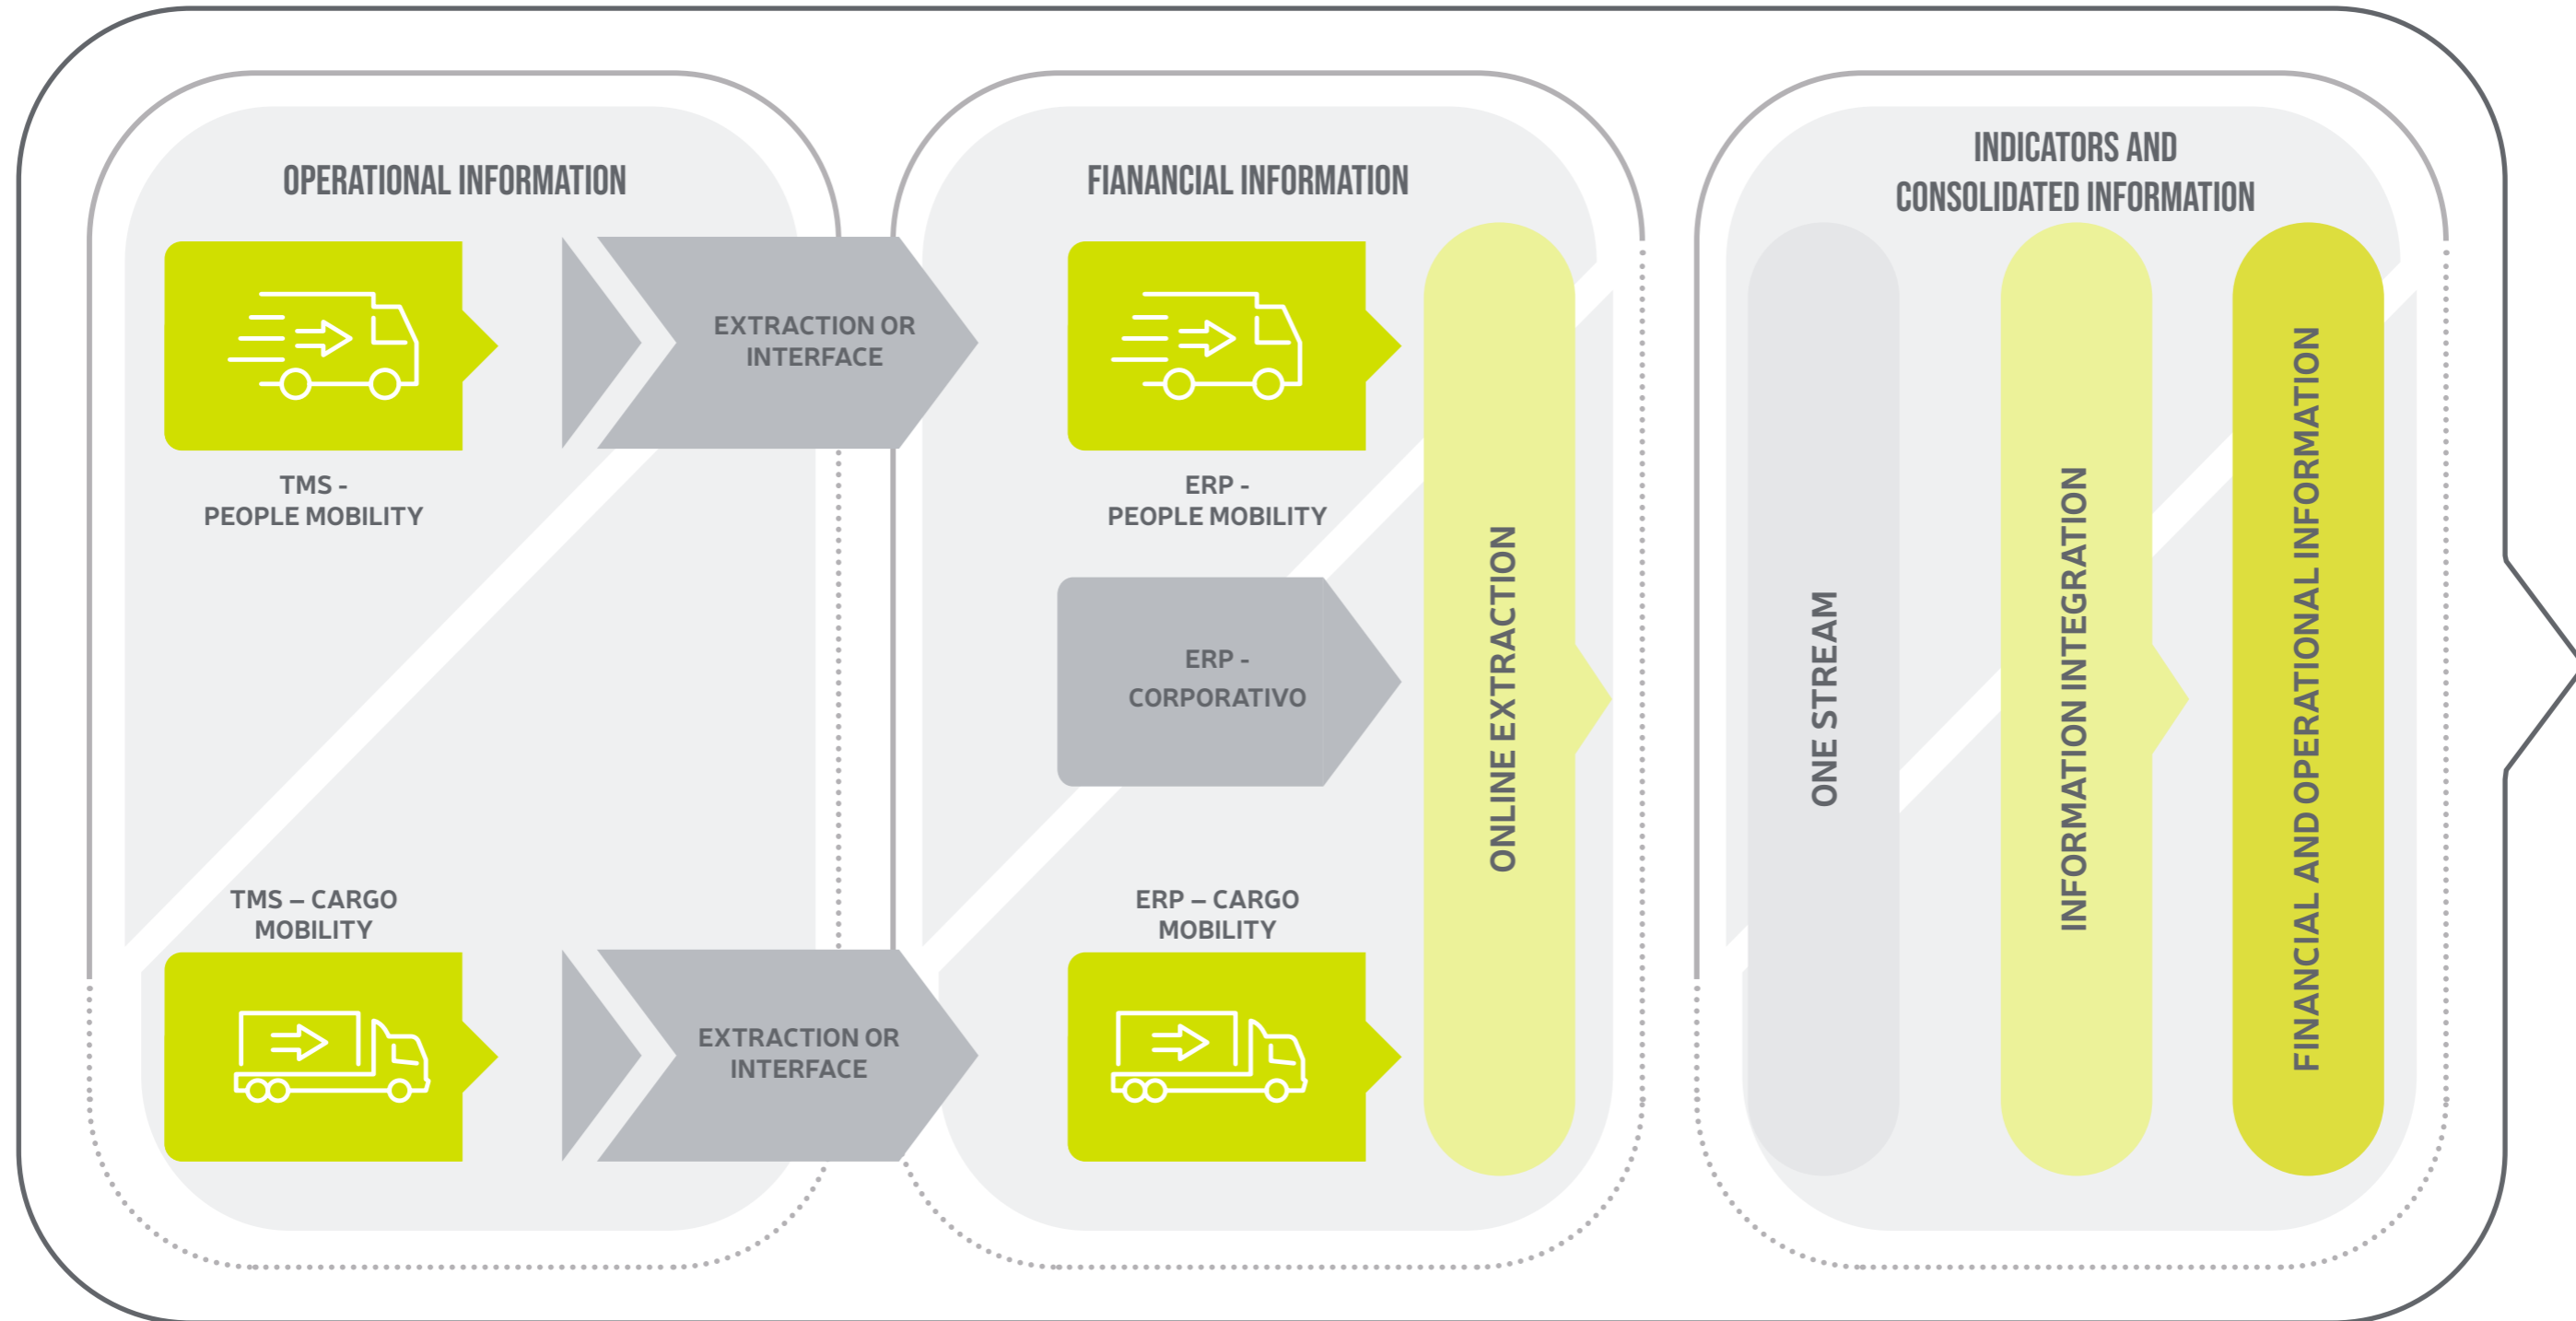 OPERATIONAL INFORMATION
TMS -
PEOPLE MOBILITY
EXTRACTION OR
INTERFACE
TMS – CARGO
MOBILITY
EXTRACTION OR
INTERFACE
FIANANCIAL INFORMATION
ERP -
PEOPLE MOBILITY
ERP -
CORPORATIVO
ERP – CARGO
MOBILITY
ONLINE EXTRACTION
INDICATORS AND
CONSOLIDATED INFORMATION
ONE STREAM
INFORMATION INTEGRATION
FINANCIAL AND OPERATIONAL INFORMATION